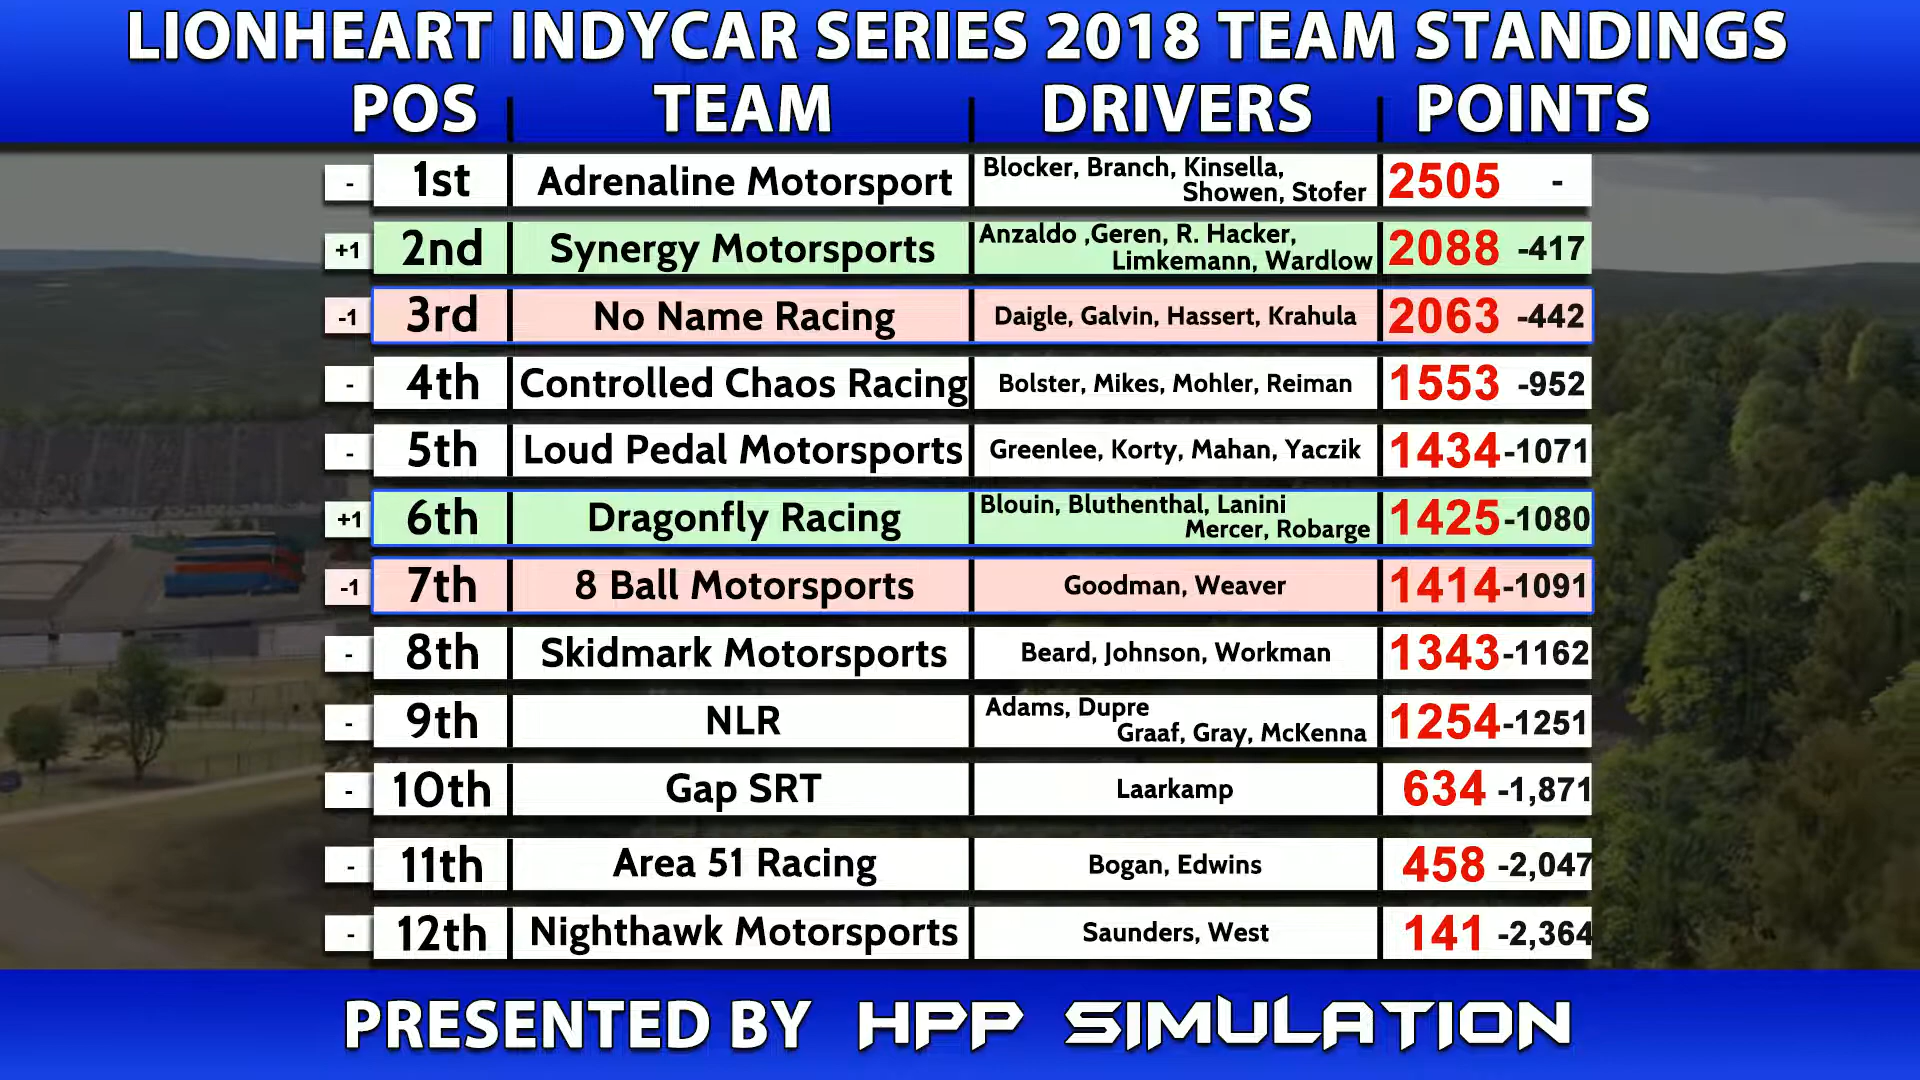 LIONHEART INDYCAR SERIES 2018 TEAM STANDINGS
POS TEAM DRIVERS POINTS
- 1st Adrenaline Motorsport Blocker, Branch, Kinsella, Showen, Stofer 2505 -
+1 2nd Synergy Motorsports Anzaldo ,Geren, R. Hacker, Limkemann, Wardlow 2088 -417
-1 3rd No Name Racing Daigle, Galvin, Hassert, Krahula 2063 -442
- 4th Controlled Chaos Racing Bolster, Mikes, Mohler, Reiman 1553 -952
- 5th Loud Pedal Motorsports Greenlee, Korty, Mahan, Yaczik 1434 -1071
+1 6th Dragonfly Racing Blouin, Bluthenthal, Lanini Mercer, Robarge 1425 -1080
-1 7th 8 Ball Motorsports Goodman, Weaver 1414 -1091
- 8th Skidmark Motorsports Beard, Johnson, Workman 1343 -1162
- 9th NLR Adams, Dupre Graaf, Gray, McKenna 1254 -1251
- 10th Gap SRT Laarkamp 634 -1,871
- 11th Area 51 Racing Bogan, Edwins 458 -2,047
- 12th Nighthawk Motorsports Saunders, West 141 -2,364
PRESENTED BY HPP SIMULATION